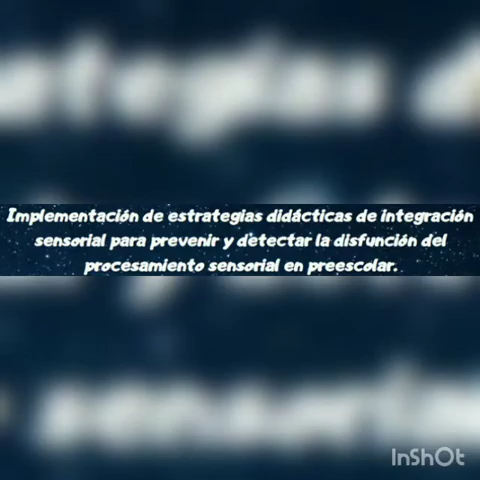 Implementación de estrategias didácticas de integración
sensorial para prevenir y detectar la disfunción del
procesamiento sensorial en preescolar.
InShOt